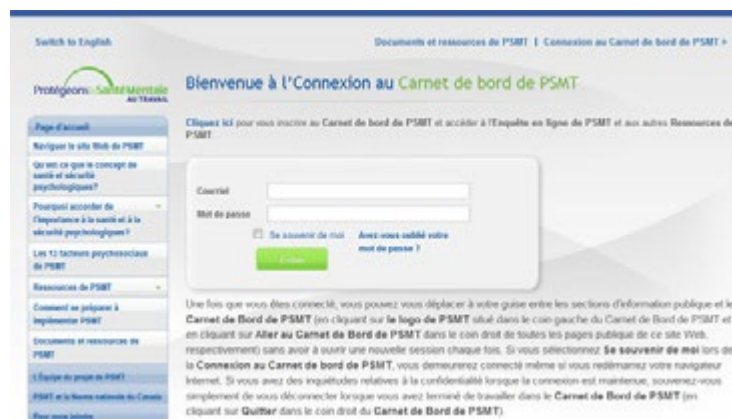 Switch to English
Documents et ressources de PSMT | Connexion au Carnet de bord de PSMT »
Protégeons la Santé Mentale
AU TRAVAIL
Bienvenue à l'Connexion au Carnet de bord de PSMT
Cliquez ici pour vous inscrire au Carnet de bord de PSMT et accéder à l'Enquête en ligne de PSMT et aux autres Ressources de
PSMT
Page d'accueil
Naviguer le site Web de PSMT
Qu'est ce que le concept de
santé et sécurité
psychologiques?
Pourquoi accorder de
l'importance à la santé et à la
sécurité psychologiques?
Les 13 facteurs psychosociaux
de PSMT
Ressources de PSMT
Comment se préparer à
implémenter PSMT
Documents et ressources de
PSMT
L'Équipe du projet de PSMT
PSMT et la Norme nationale du Canada
Pour nous joindre
Courriel
Mot de passe
Se souvenir de moi
Avez-vous oublié votre
mot de passe ?
Une fois que vous êtes connecté, vous pouvez vous déplacer à votre guise entre les sections d'information publique et le
Carnet de Bord de PSMT (en cliquant sur le logo de PSMT situé dans le coin gauche du Carnet de Bord de PSMT et
en cliquant sur Aller au Carnet de Bord de PSMT dans le coin droit de toutes les pages publique de ce site Web,
respectivement) sans avoir à ouvrir une nouvelle session chaque fois. Si vous sélectionnez Se souvenir de moi lors de
la Connexion au Carnet de bord de PSMT, vous demeurerez connecté même si vous redémarrez votre navigateur
Internet. Si vous avez des inquiétudes relatives à la confidentialité lorsque la connexion est maintenue, souvenez-vous
simplement de vous déconnecter lorsque vous avez terminé de travailler dans le Carnet de Bord de PSMT (en
cliquant sur Quitter dans le coin droit du Carnet de Bord de PSMT)